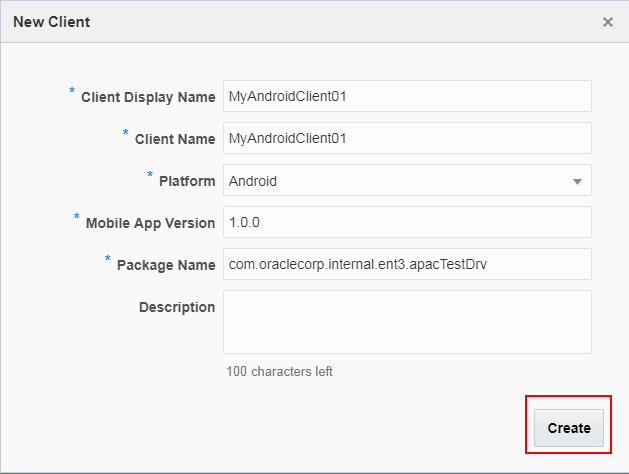 New Client ×
* Client Display Name MyAndroidClient01
* Client Name MyAndroidClient01
* Platform Android
* Mobile App Version 1.0.0
* Package Name com.oraclecorp.internal.ent3.apacTestDrv
Description
100 characters left
Create